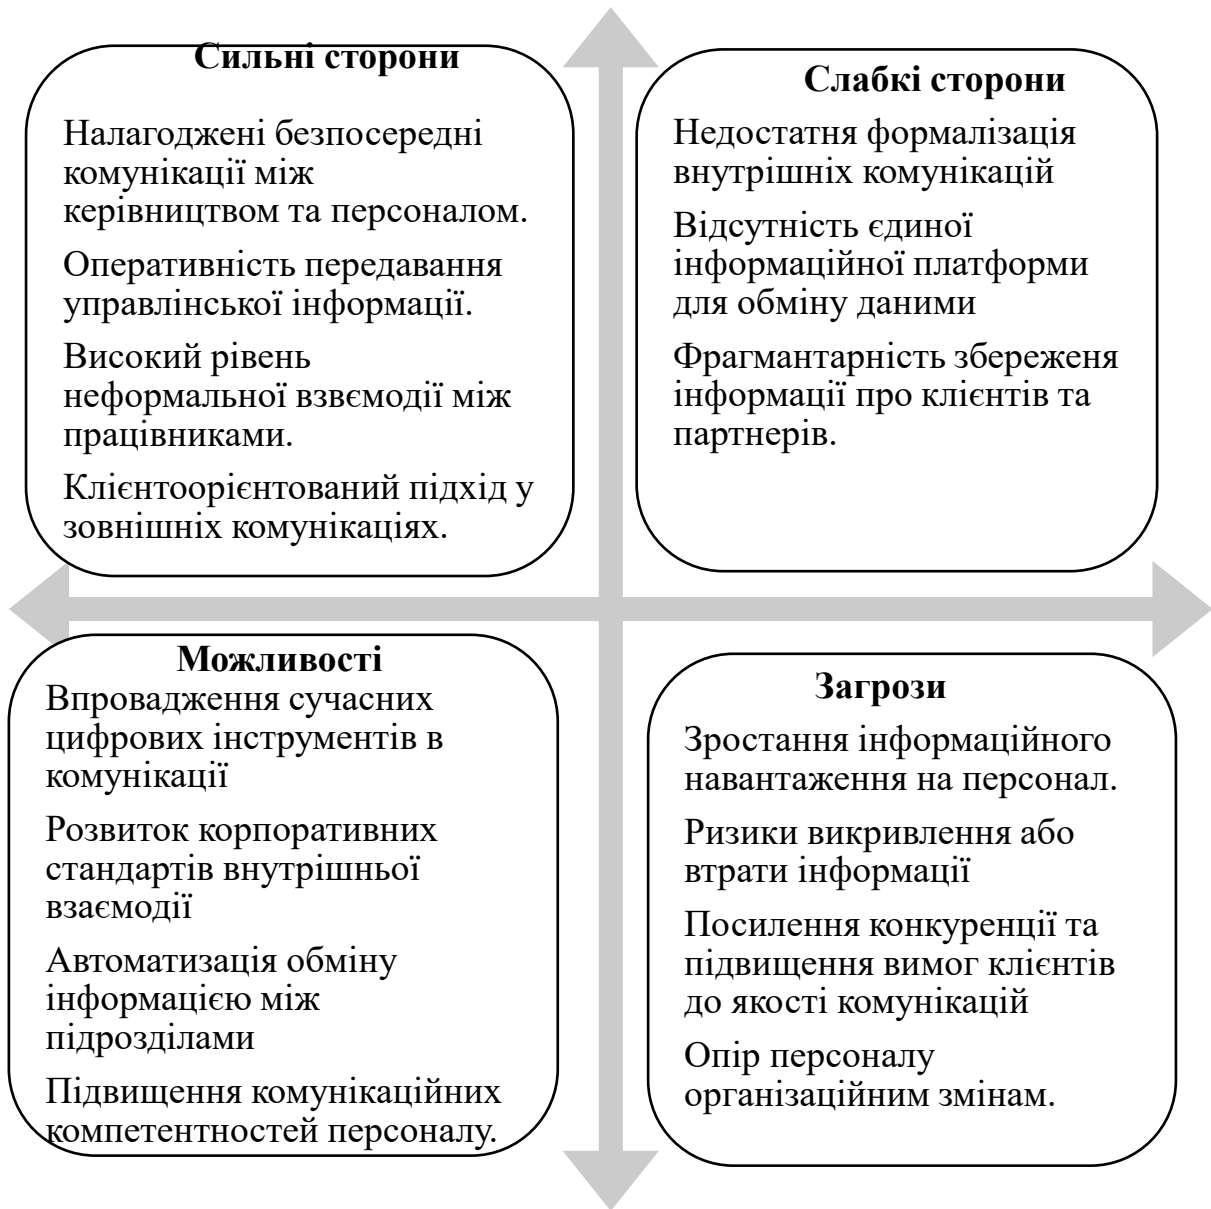 Сильні сторони
Налагоджені безпосередні
комунікації між
керівництвом та персоналом.
Оперативність передавання
управлінської інформації.
Високий рівень
неформальної взвємодії між
працівниками.
Клієнтоорієнтований підхід у
зовнішніх комунікаціях.
Слабкі сторони
Недостатня формалізація
внутрішніх комунікацій
Відсутність єдиної
інформаційної платформи
для обміну даними
Фрагмантарність збереженя
інформації про клієнтів та
партнерів.
Можливості
Впровадження сучасних
цифрових інструментів в
комунікації
Розвиток корпоративних
стандартів внутрішньої
взаємодії
Автоматизація обміну
інформацією між
підрозділами
Підвищення комунікаційних
компетентностей персоналу.
Загрози
Зростання інформаційного
навантаження на персонал.
Ризики викривлення або
втрати інформації
Посилення конкуренції та
підвищення вимог клієнтів
до якості комунікацій
Опір персоналу
організаційним змінам.